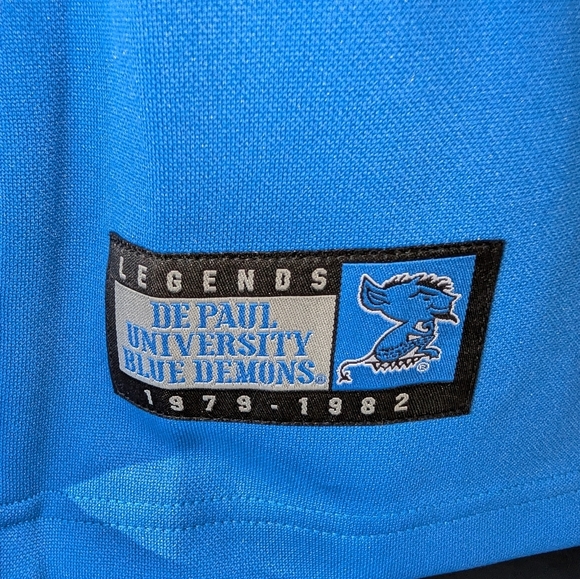 LEGENDS
DE PAUL
UNIVERSITY
BLUE DEMONS®
1979-1982
®